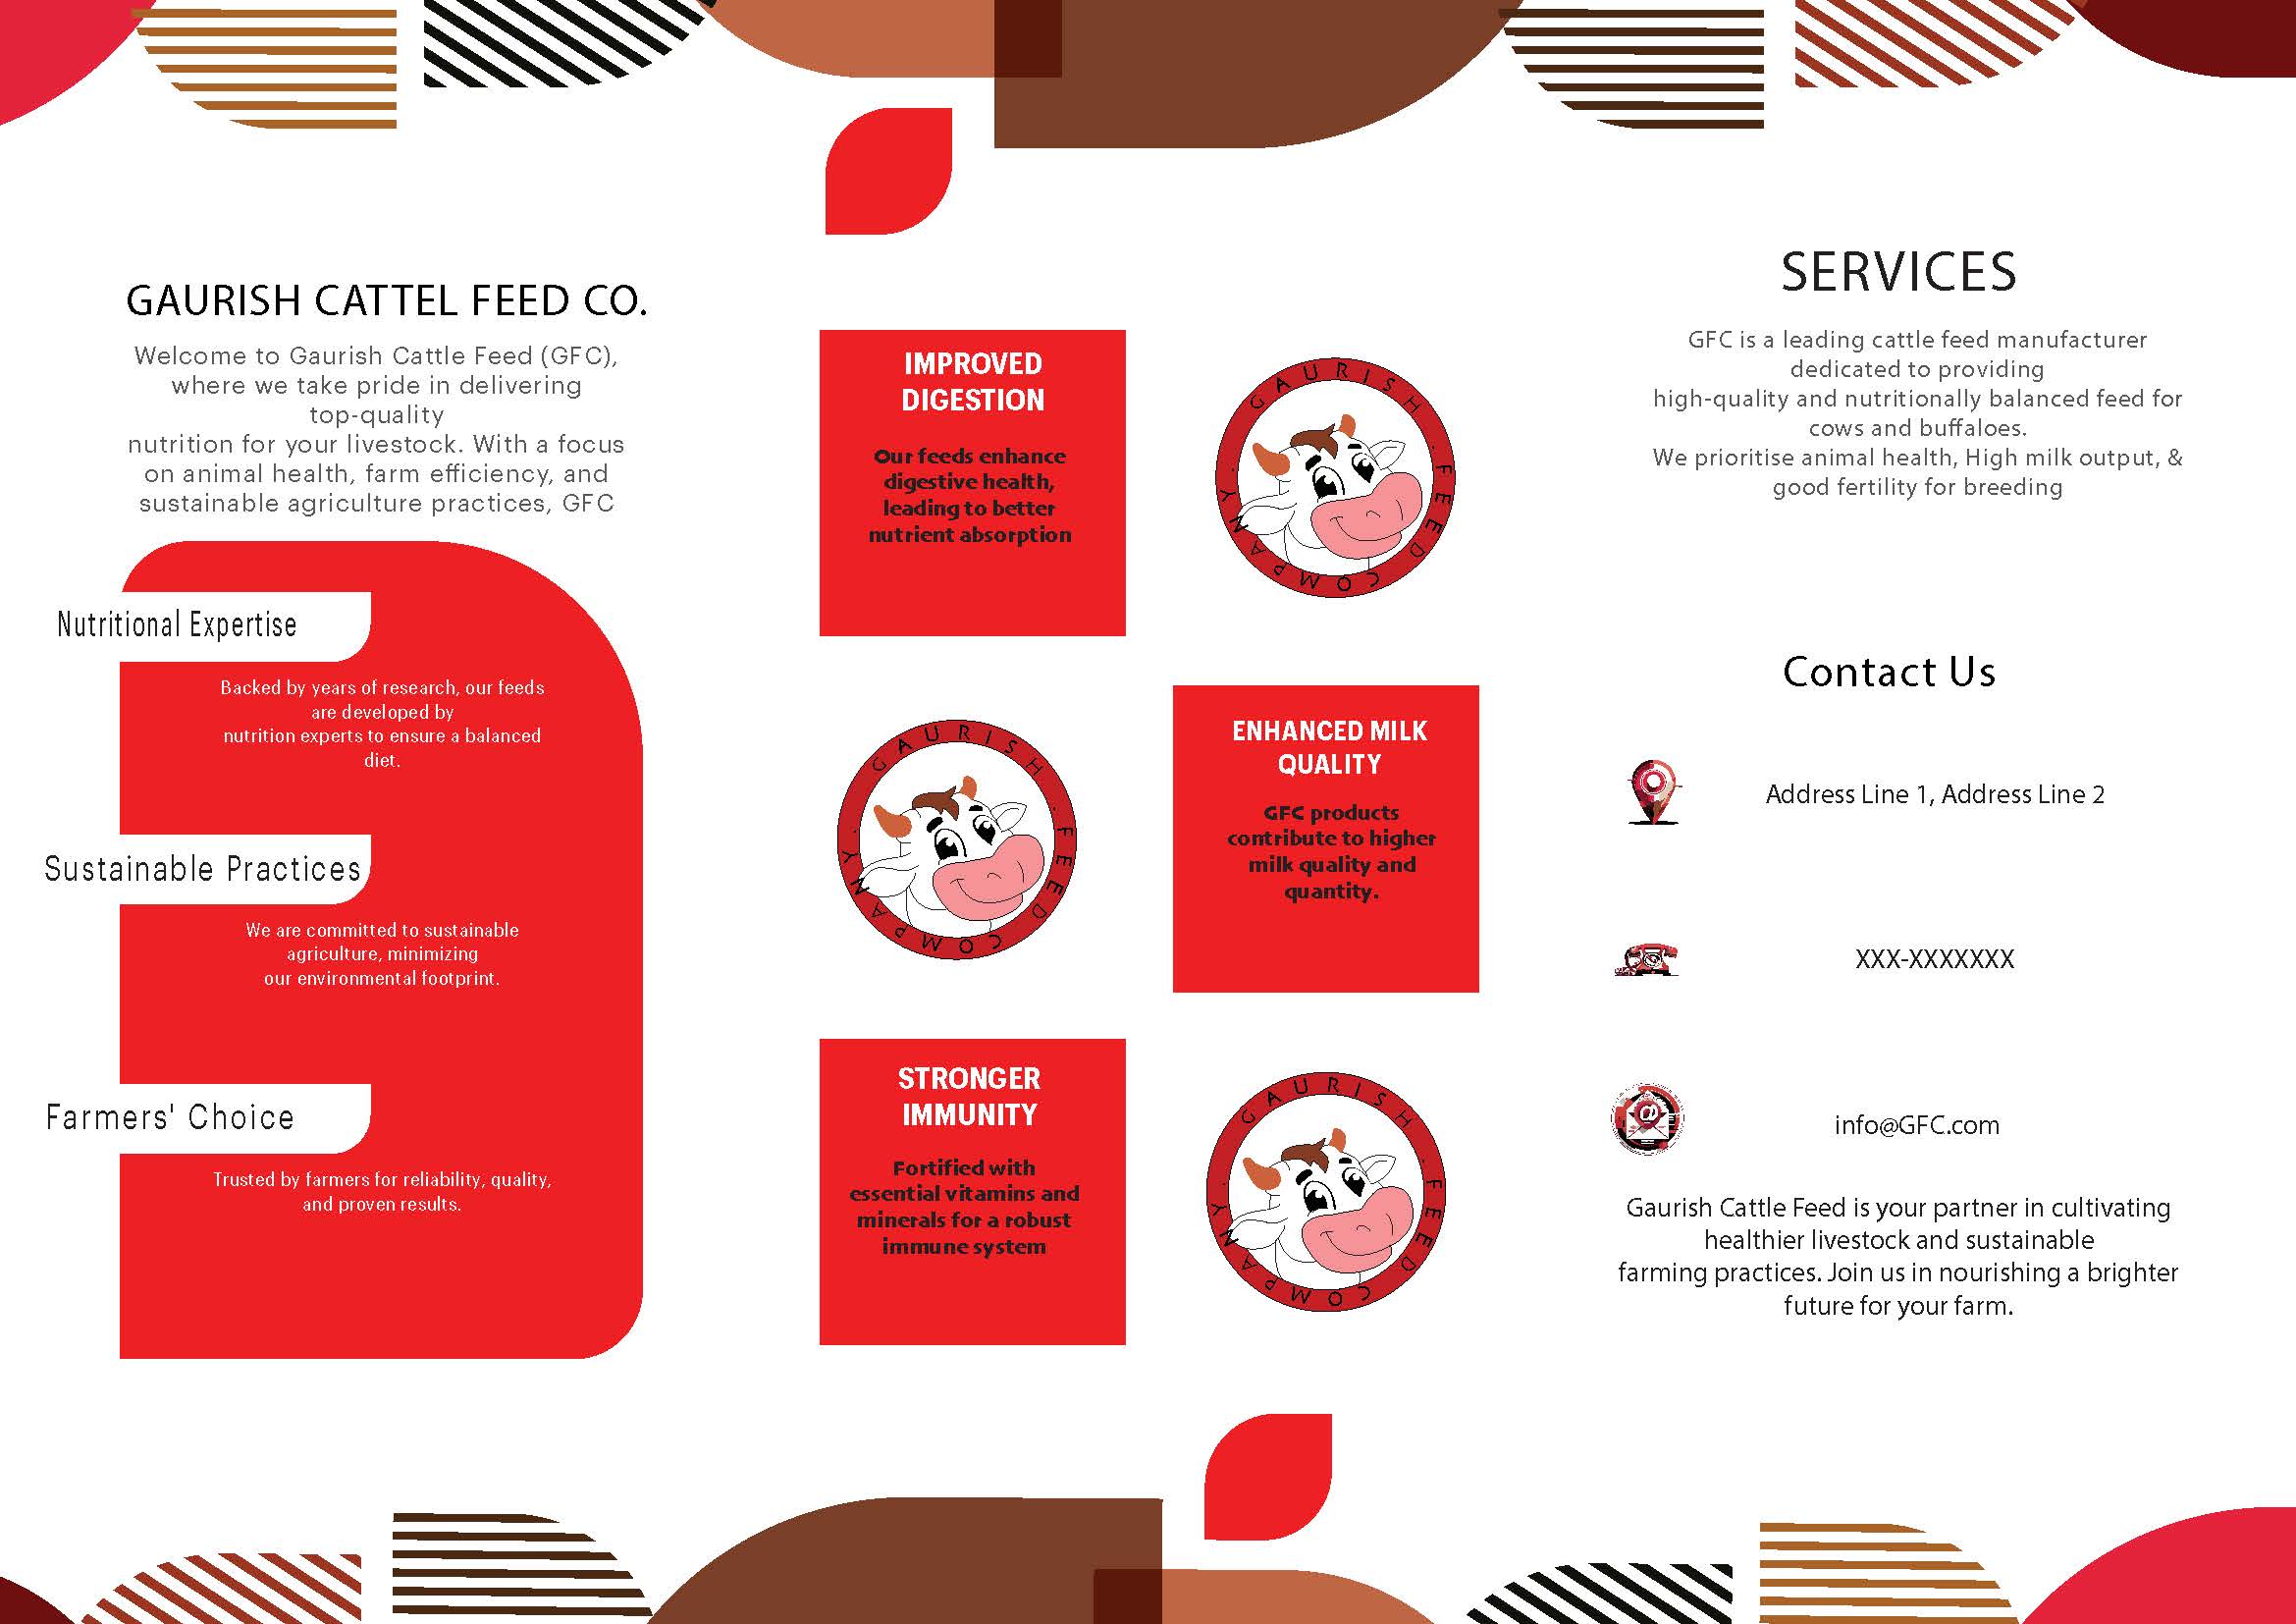 GAURISH CATTEL FEED CO.
Welcome to Gaurish Cattle Feed (GFC),
where we take pride in delivering
top-quality
nutrition for your livestock. With a focus
on animal health, farm efficiency, and
sustainable agriculture practices, GFC
Nutritional Expertise
Backed by years of research, our feeds
are developed by
nutrition experts to ensure a balanced
diet.
Sustainable Practices
We are committed to sustainable
agriculture, minimizing
our environmental footprint.
Farmers' Choice
Trusted by farmers for reliability, quality,
and proven results.
IMPROVED
DIGESTION
Our feeds enhance
digestive health,
leading to better
nutrient absorption
GAURISH · FEED COMPANY ·
GAURISH · FEED COMPANY ·
ENHANCED MILK
QUALITY
GFC products
contribute to higher
milk quality and
quantity.
STRONGER
IMMUNITY
Fortified with
essential vitamins and
minerals for a robust
immune system
GAURISH · FEED COMPANY ·
SERVICES
GFC is a leading cattle feed manufacturer
dedicated to providing
high-quality and nutritionally balanced feed for
cows and buffaloes.
We prioritise animal health, High milk output, &
good fertility for breeding
Contact Us
Address Line 1, Address Line 2
XXX-XXXXXXX
@
info@GFC.com
Gaurish Cattle Feed is your partner in cultivating
healthier livestock and sustainable
farming practices. Join us in nourishing a brighter
future for your farm.